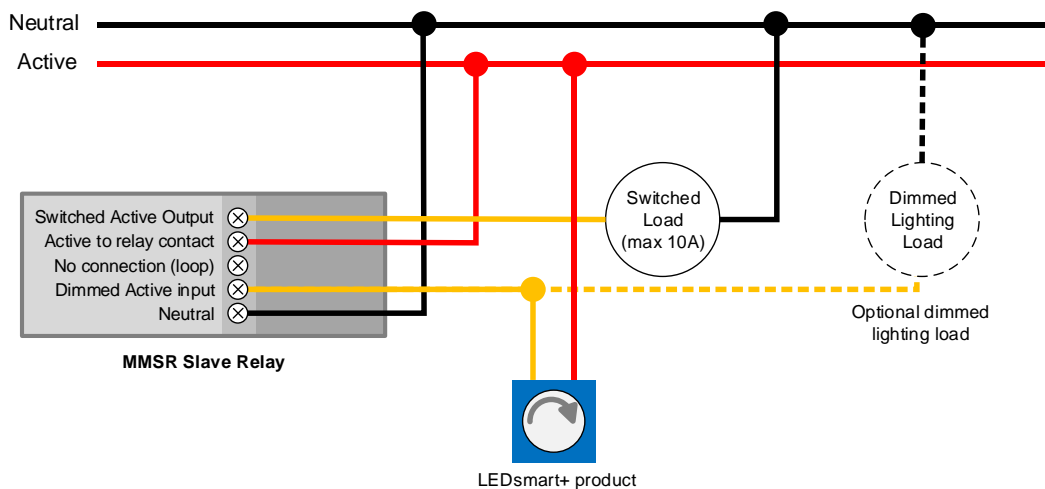 Neutral
Active
Switched Active Output
Active to relay contact
No connection (loop)
Dimmed Active input
Neutral
MMSR Slave Relay
Switched
Load
(max 10A)
Dimmed
Lighting
Load
Optional dimmed
lighting load
LEDsmart+ product